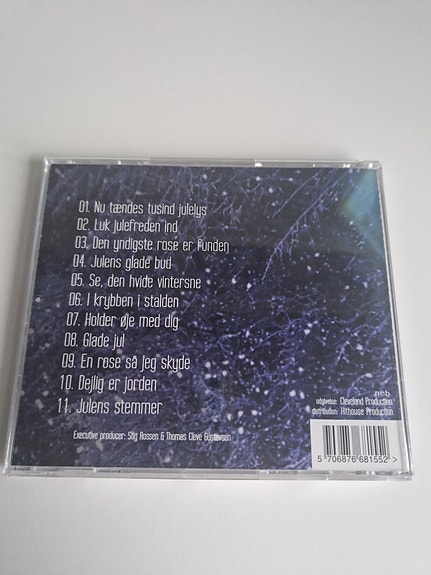 01. Nu tændes tusind julelys
02. Luk julefreden ind
03. Den yndigste rose er funden
04. Julens glade bud
05. Se, den hvide vintersne
06. I krybben i stalden
07. Holder øje med dig
08. Glade jul
09. En rose så jeg skyde
10. Dejlig er jorden
11. Julens stemmer
Executive producer: Stig Rossen & Thomas Cleve Gustavsen
n©b
udgivelse: Cleveland Production
distribution: Hithouse Production
5 706876 681552 >